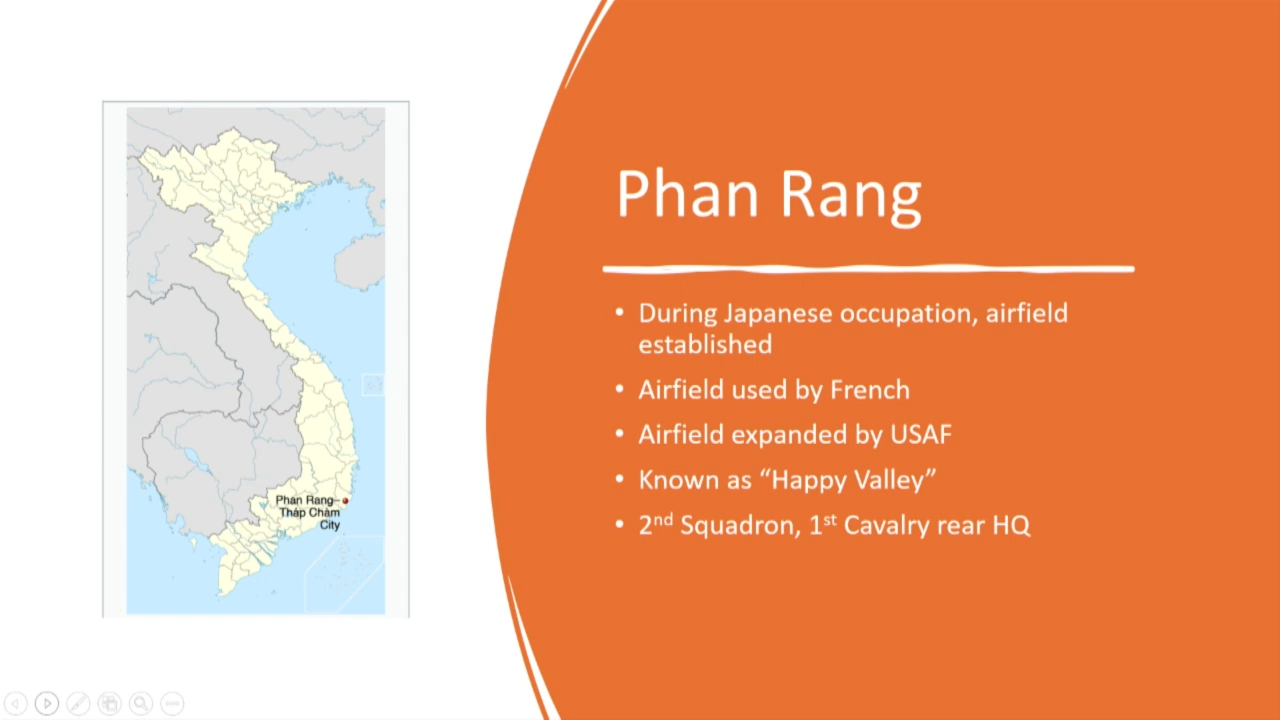 Phan Rang–
Tháp Chàm
City
Phan Rang
• During Japanese occupation, airfield
established
• Airfield used by French
• Airfield expanded by USAF
• Known as “Happy Valley”
• 2nd Squadron, 1st Cavalry rear HQ